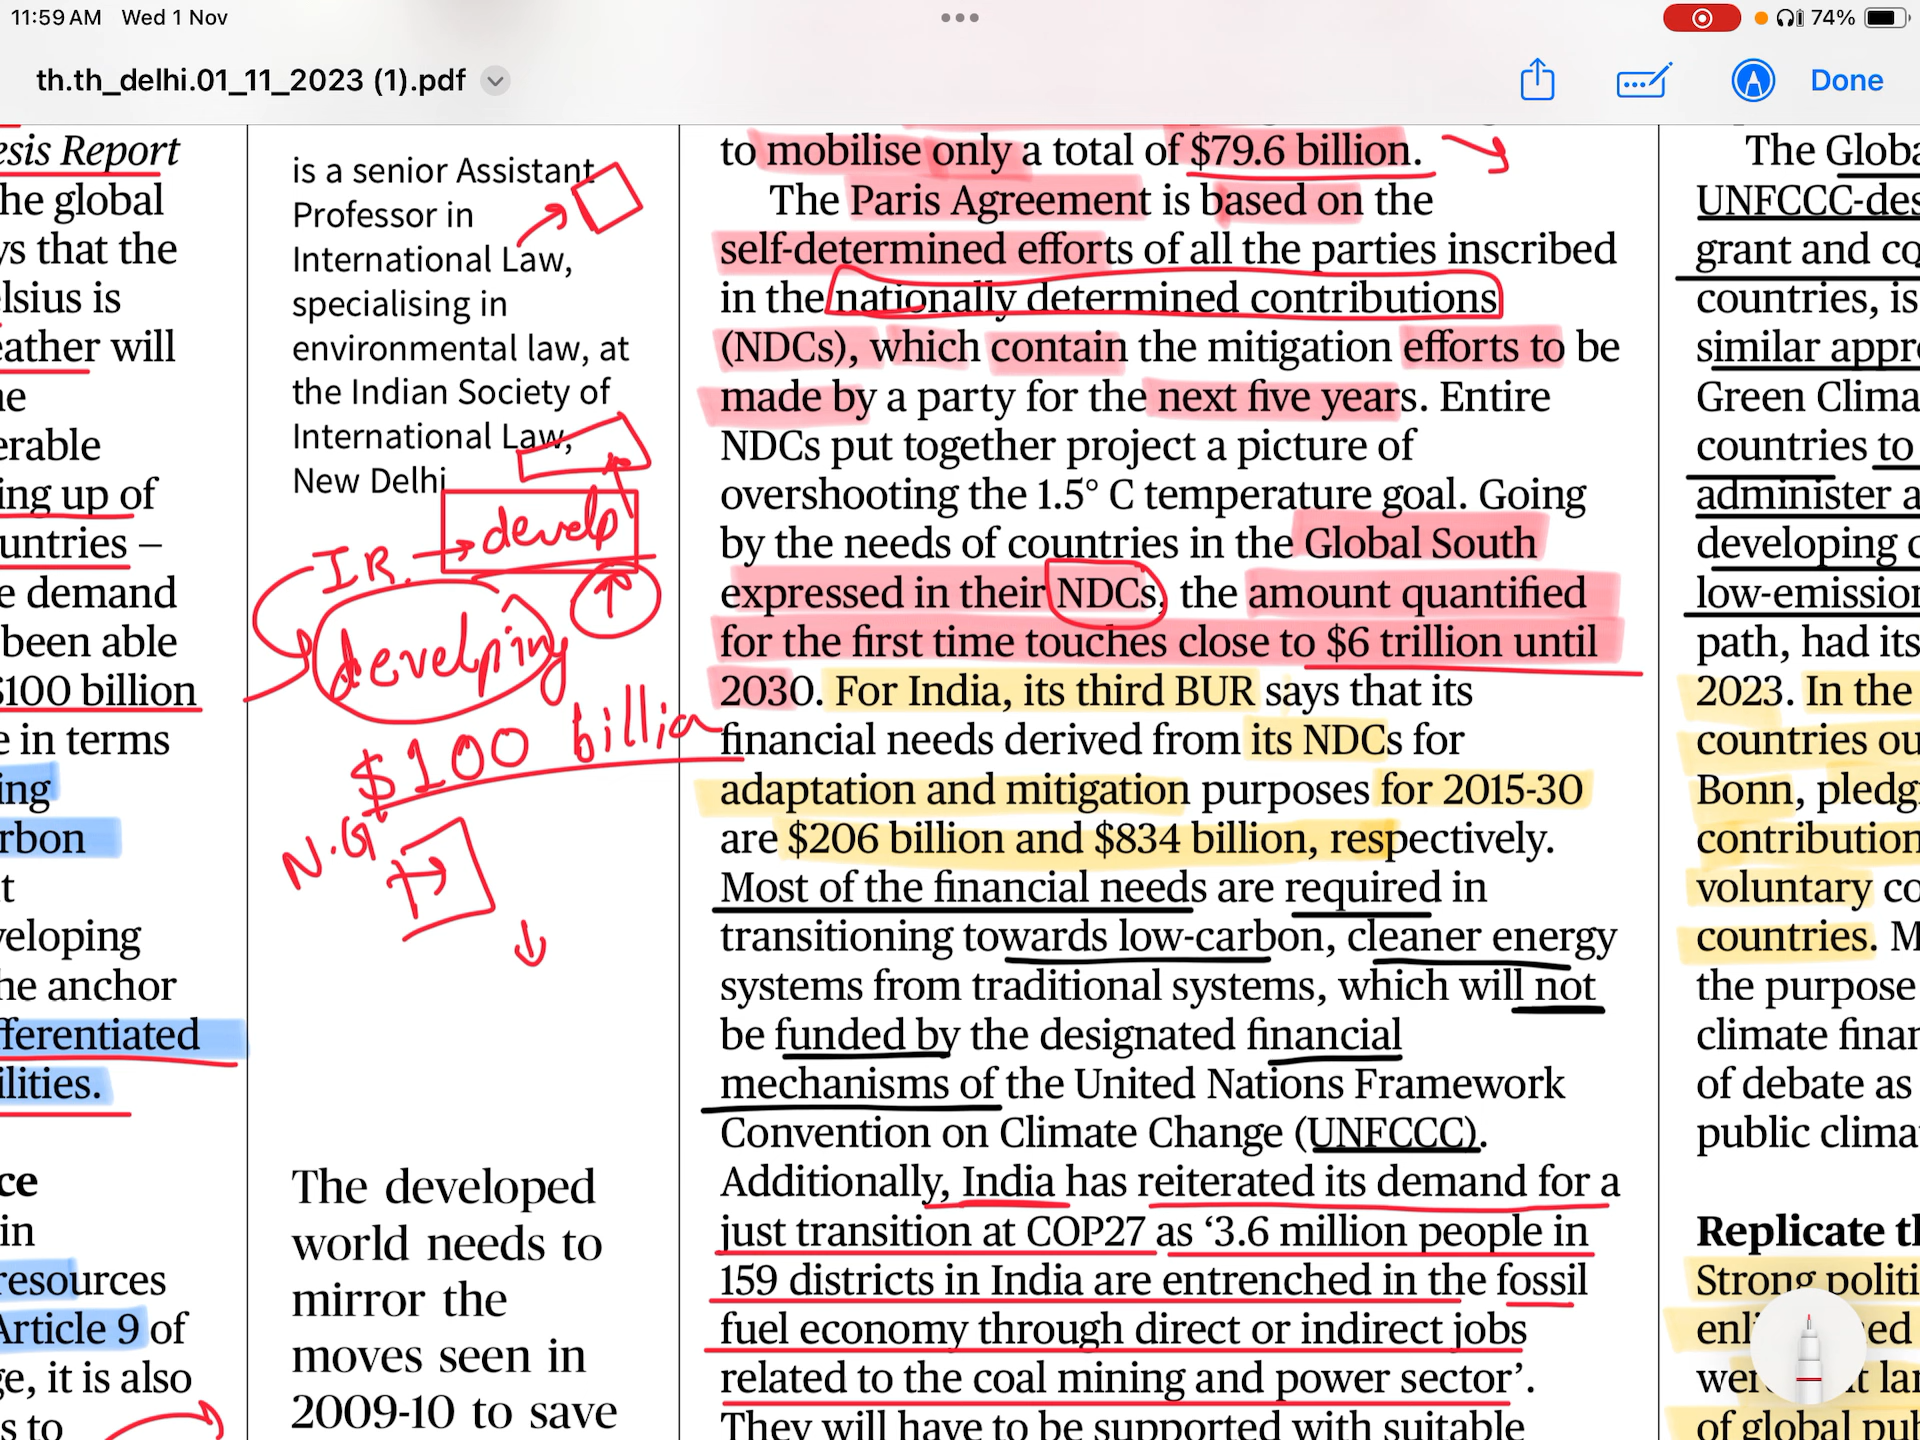 11:59 AM Wed 1 Nov
74%
th.th_delhi.01_11_2023 (1).pdf
Done
esis Report
he global
ys that the
elsius is
eather will
ne
erable
ing up of
untries –
e demand
been able
$100 billion
e in terms
ing
rbon
t
veloping
he anchor
fferentiated
ilities.
ce
in
resources
Article 9 of
ge, it is also
s to
is a senior Assistant
Professor in
International Law,
specialising in
environmental law, at
the Indian Society of
International Law,
New Delhi
I.R. → develp
develping
$100 billion
N.G
The developed
world needs to
mirror the
moves seen in
2009-10 to save
to mobilise only a total of $79.6 billion.
The Paris Agreement is based on the
self-determined efforts of all the parties inscribed
in the nationally determined contributions
(NDCs), which contain the mitigation efforts to be
made by a party for the next five years. Entire
NDCs put together project a picture of
overshooting the 1.5° C temperature goal. Going
by the needs of countries in the Global South
expressed in their NDCs, the amount quantified
for the first time touches close to $6 trillion until
2030. For India, its third BUR says that its
financial needs derived from its NDCs for
adaptation and mitigation purposes for 2015-30
are $206 billion and $834 billion, respectively.
Most of the financial needs are required in
transitioning towards low-carbon, cleaner energy
systems from traditional systems, which will not
be funded by the designated financial
mechanisms of the United Nations Framework
Convention on Climate Change (UNFCCC).
Additionally, India has reiterated its demand for a
just transition at COP27 as ‘3.6 million people in
159 districts in India are entrenched in the fossil
fuel economy through direct or indirect jobs
related to the coal mining and power sector’.
They will have to be supported with suitable
The Globa
UNFCCC-des
grant and co
countries, is
similar appro
Green Clima
countries to
administer a
developing c
low-emission
path, had its
2023. In the
countries ou
Bonn, pledg
contribution
voluntary co
countries. M
the purpose
climate finan
of debate as
public clima
Replicate th
Strong politi
enl ed
wer t lar
of global pub